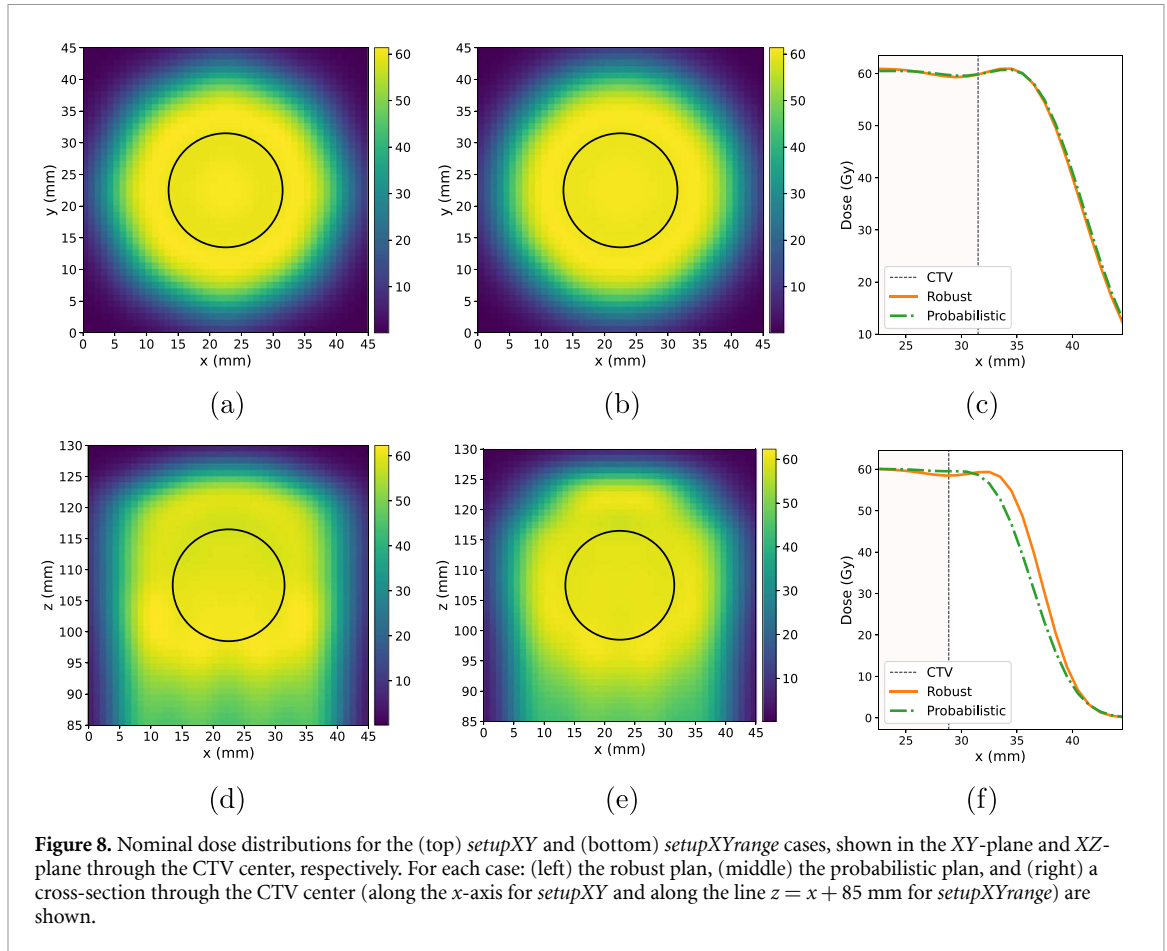 45
40
35
30
25
20
15
10
5
0
y (mm)
0 5 10 15 20 25 30 35 40 45
x (mm)
60
50
40
30
20
10
(a)
45
40
35
30
25
20
15
10
5
0
y (mm)
0 5 10 15 20 25 30 35 40 45
x (mm)
60
50
40
30
20
10
(b)
60
50
40
30
20
10
Dose (Gy)
CTV
Robust
Probabilistic
25 30 35 40
x (mm)
(c)
130
125
120
115
110
105
100
95
90
85
z (mm)
0 5 10 15 20 25 30 35 40 45
x (mm)
60
50
40
30
20
10
(d)
130
125
120
115
110
105
100
95
90
85
z (mm)
0 5 10 15 20 25 30 35 40 45
x (mm)
60
50
40
30
20
10
(e)
60
50
40
30
20
10
0
Dose (Gy)
CTV
Robust
Probabilistic
25 30 35 40
x (mm)
(f)
Figure 8. Nominal dose distributions for the (top) setupXY and (bottom) setupXYrange cases, shown in the XY-plane and XZ-
plane through the CTV center, respectively. For each case: (left) the robust plan, (middle) the probabilistic plan, and (right) a
cross-section through the CTV center (along the x-axis for setupXY and along the line z = x + 85 mm for setupXYrange) are
shown.